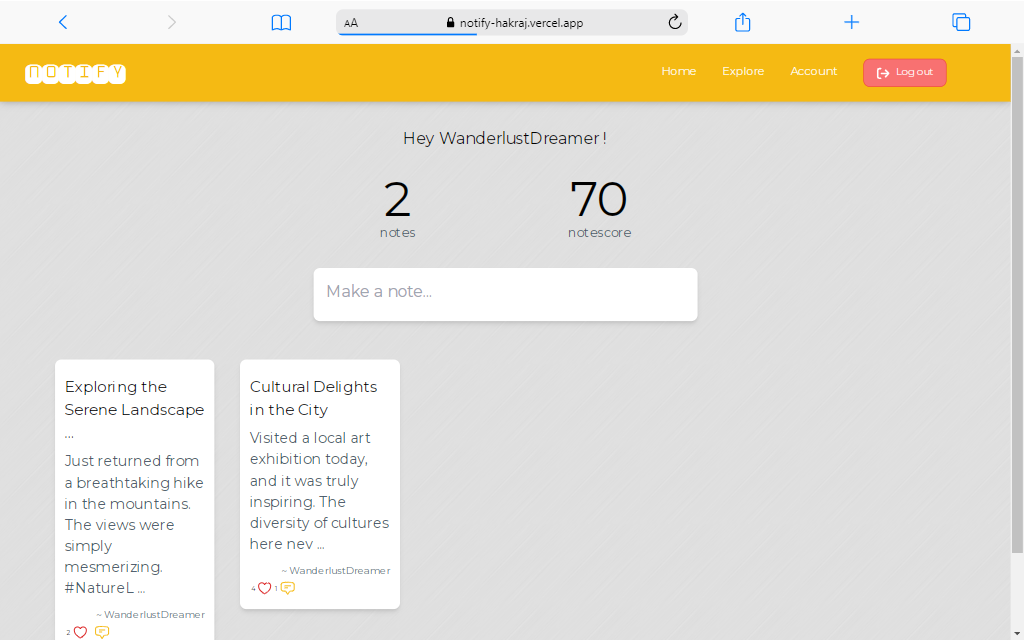 AA notify-hakraj.vercel.app
NOTIFY Home Explore Account Log out
Hey WanderlustDreamer !
2 70
notes notescore
Make a note...
Exploring the
Serene Landscape
...
Just returned from
a breathtaking hike
in the mountains.
The views were
simply
mesmerizing.
#NatureL ...
~ WanderlustDreamer
2
Cultural Delights
in the City
Visited a local art
exhibition today,
and it was truly
inspiring. The
diversity of cultures
here nev ...
~ WanderlustDreamer
4 1